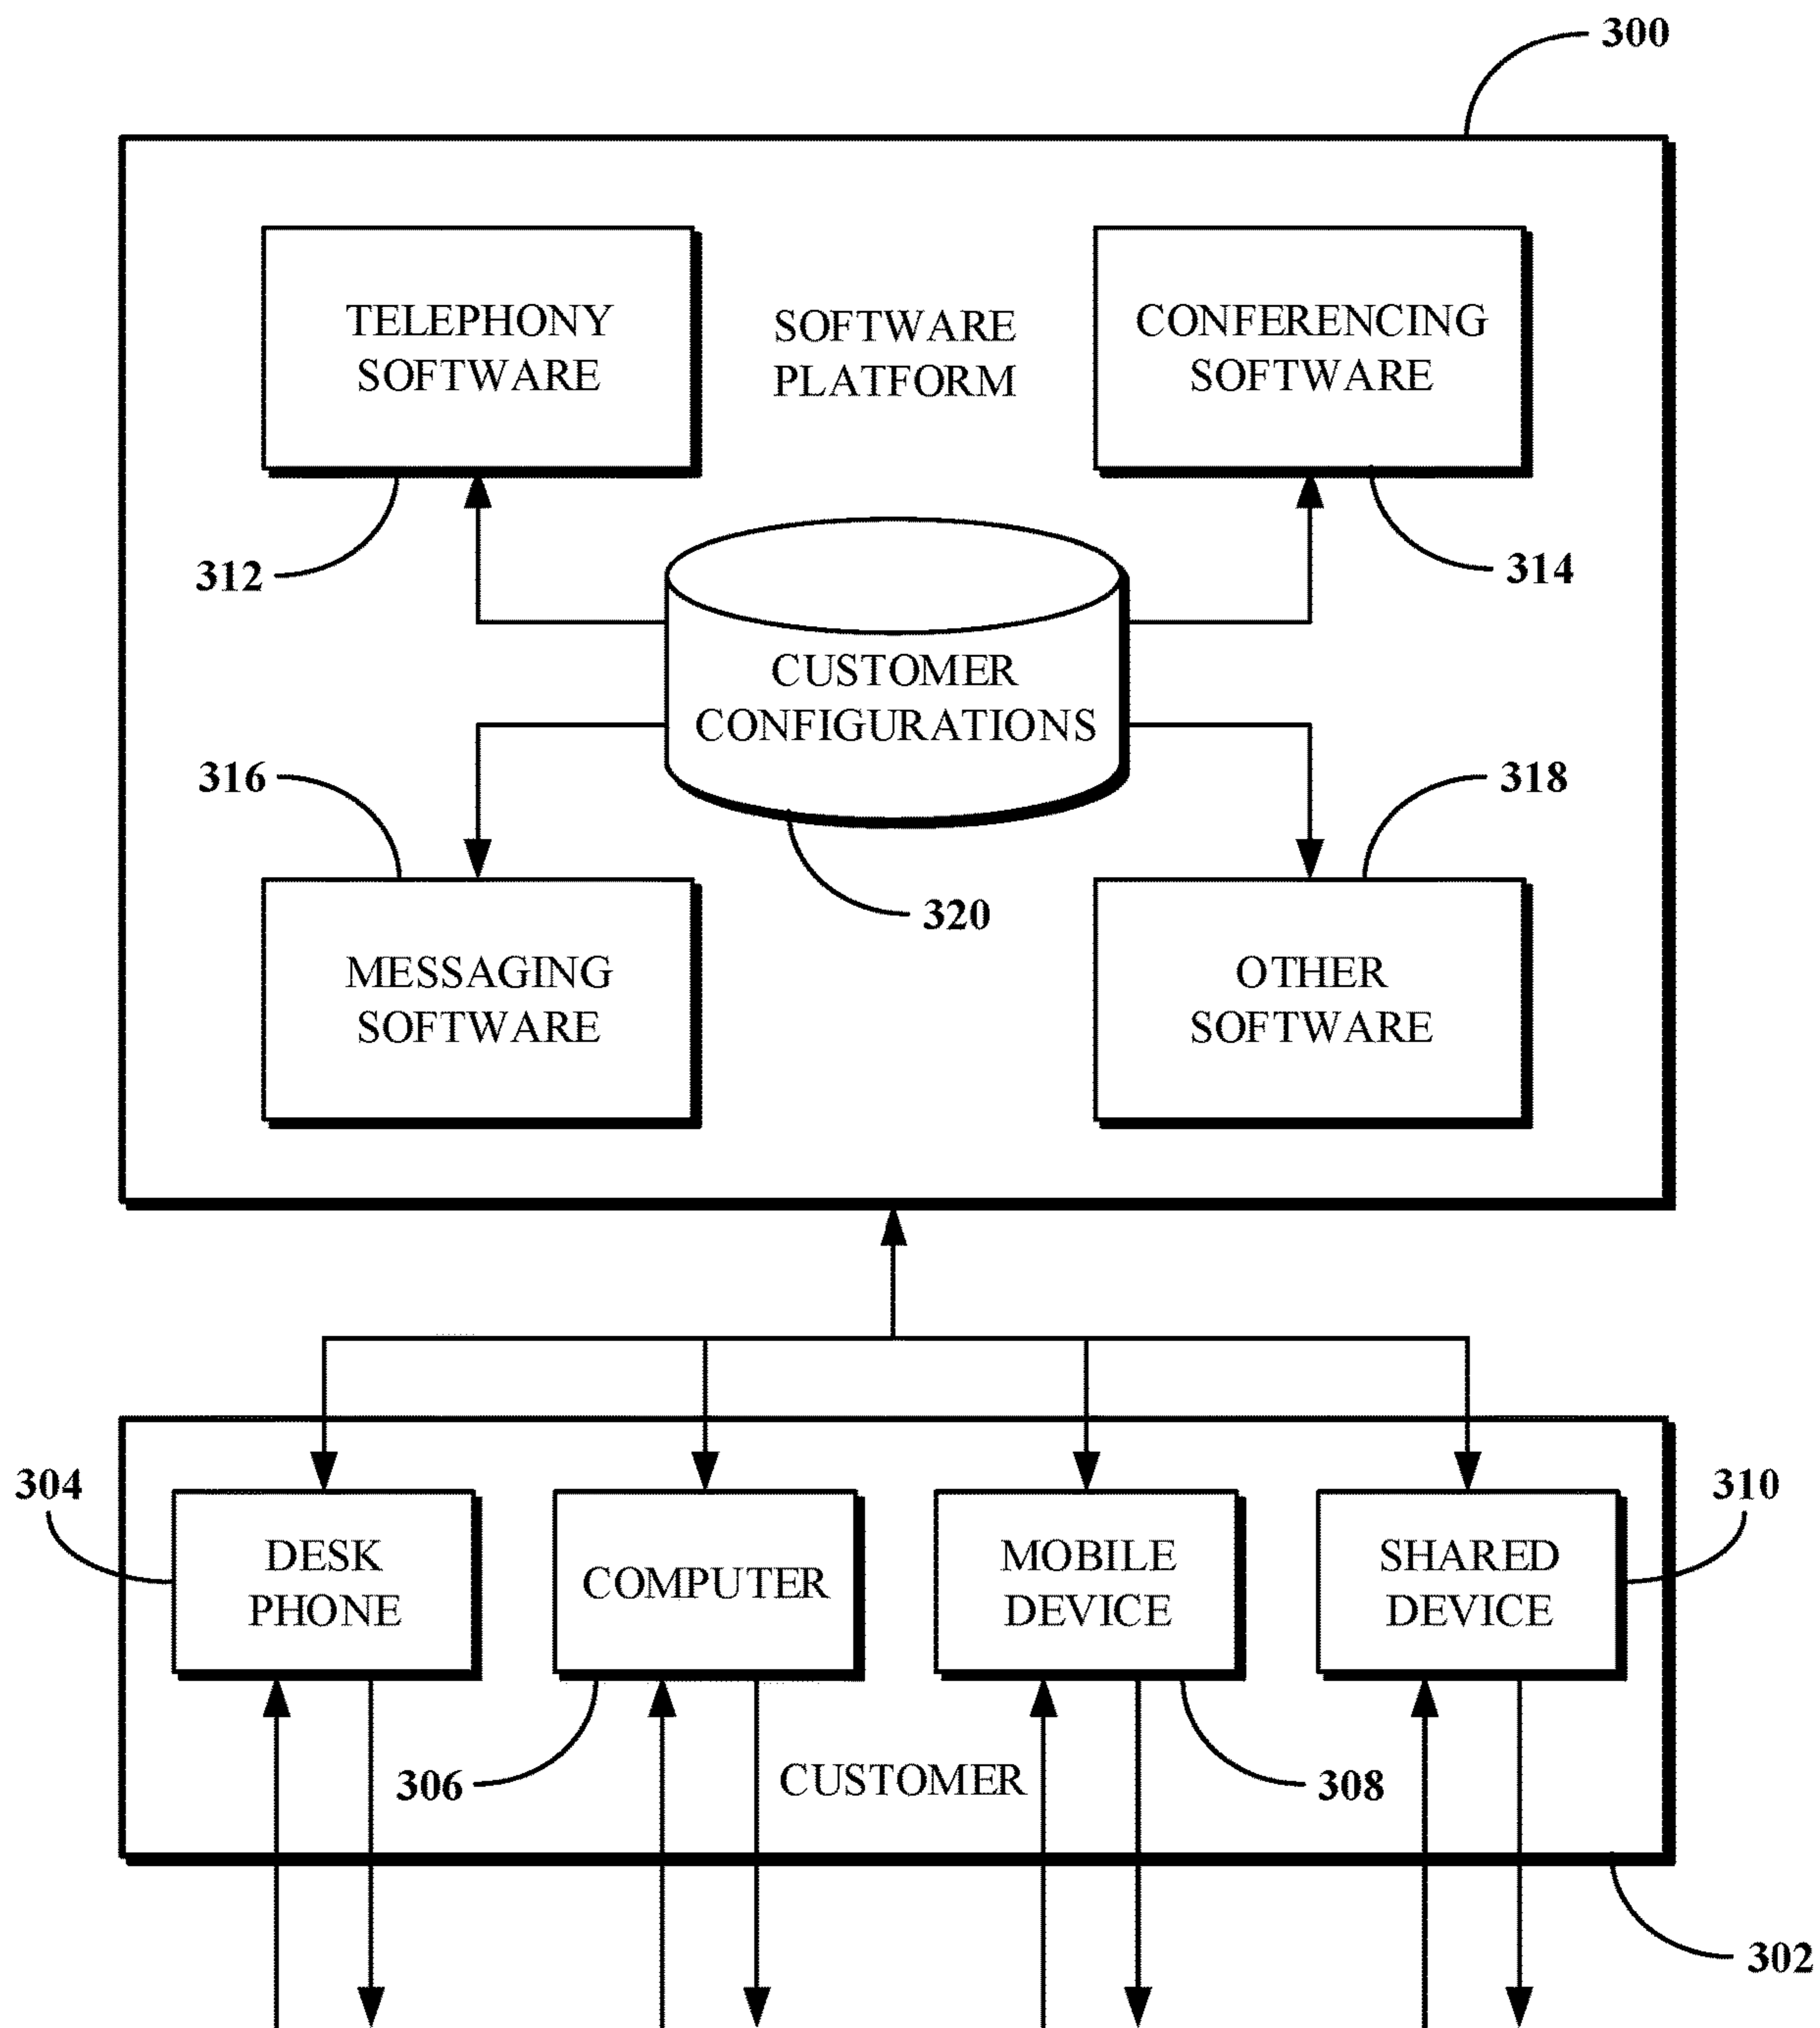 300
TELEPHONY
SOFTWARE
SOFTWARE
PLATFORM
CONFERENCING
SOFTWARE
312
314
CUSTOMER
CONFIGURATIONS
316
318
320
MESSAGING
SOFTWARE
OTHER
SOFTWARE
304
310
DESK
PHONE
COMPUTER
MOBILE
DEVICE
SHARED
DEVICE
306
CUSTOMER
308
302